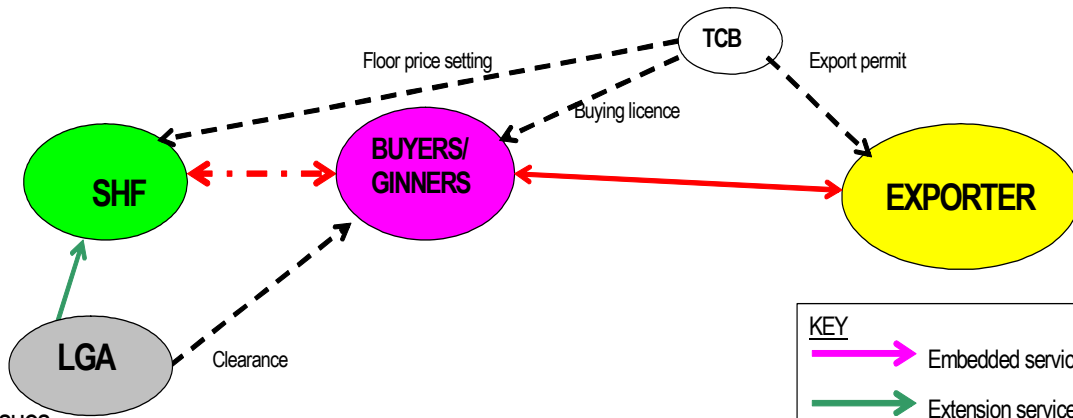 TCB
Floor price setting
Export permit
Buying licence
BUYERS/
GINNERS
SHF
EXPORTER
KEY
LGA
Clearance
Embedded servic
Extension service